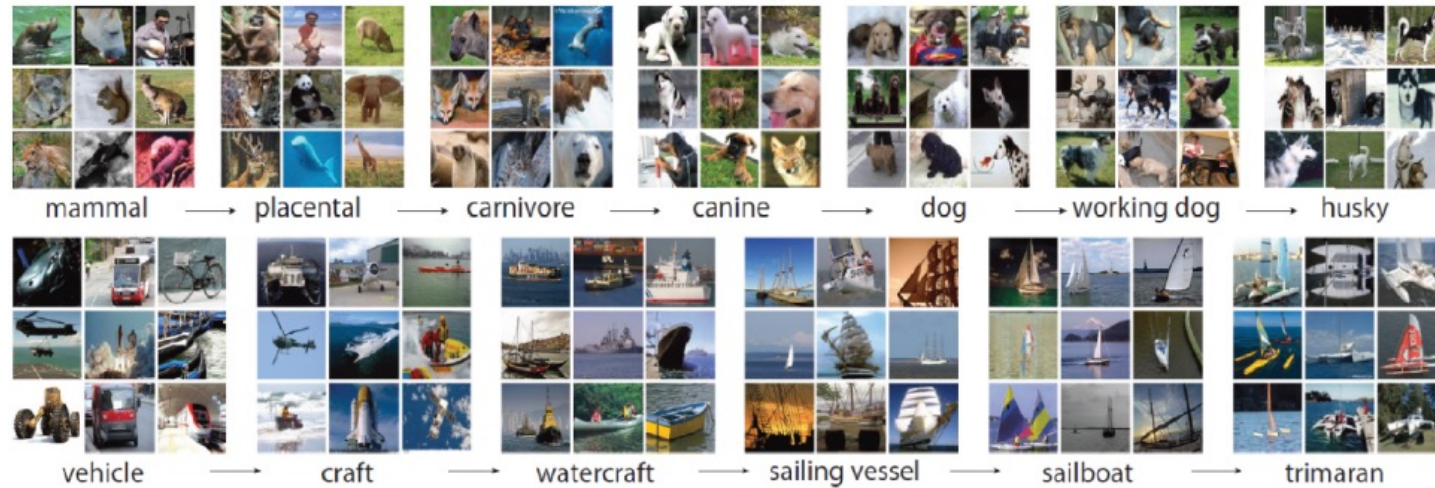 mammal → placental → carnivore → canine → dog → working dog → husky
vehicle → craft → watercraft → sailing vessel → sailboat → trimaran